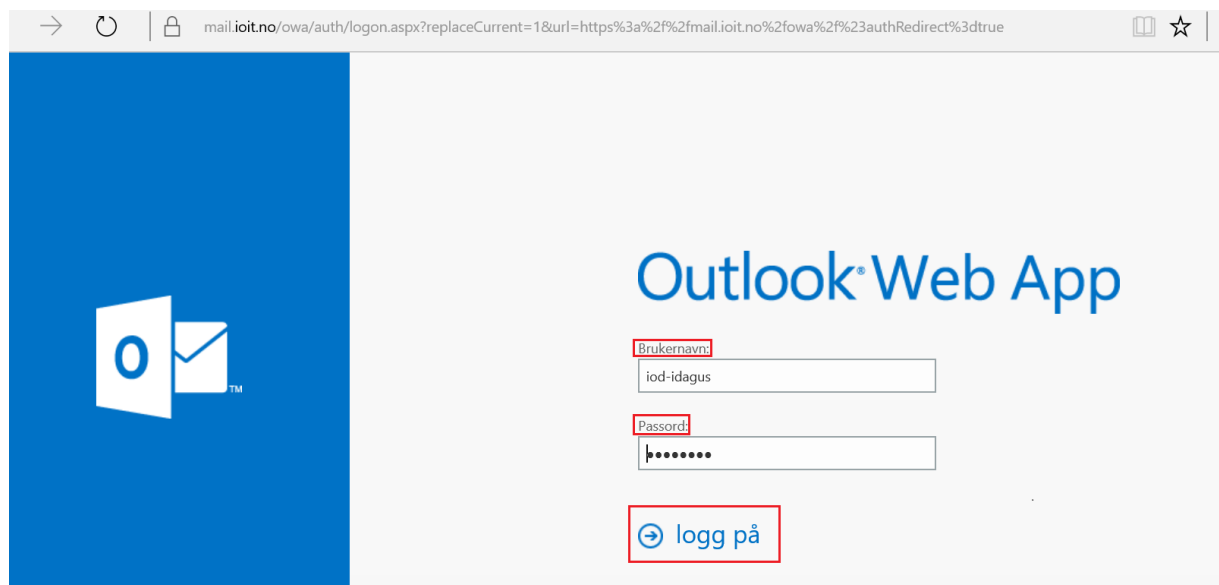 mail.ioit.no/owa/auth/logon.aspx?replaceCurrent=1&url=https%3a%2f%2fmail.ioit.no%2fowa%2f%23authRedirect%3dtrue
Outlook® Web App
O
TM
Brukernavn:
iod-idagus
Passord:
logg på